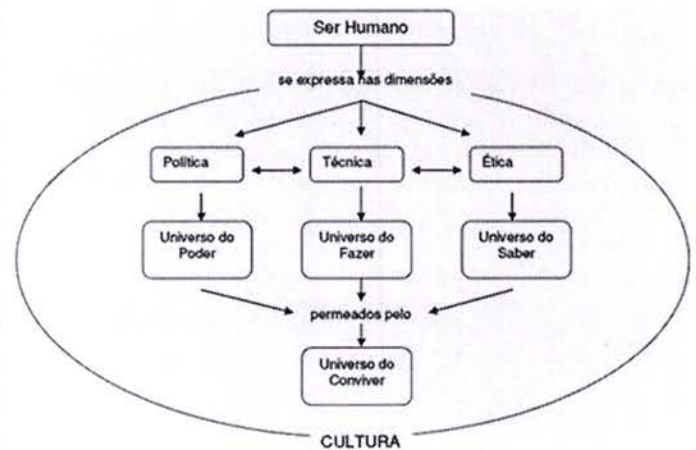 Ser Humano
se expressa nas dimensões
Política
Técnica
Ética
Universo do
Poder
Universo do
Fazer
Universo do
Saber
permeados pelo
Universo do
Conviver
CULTURA